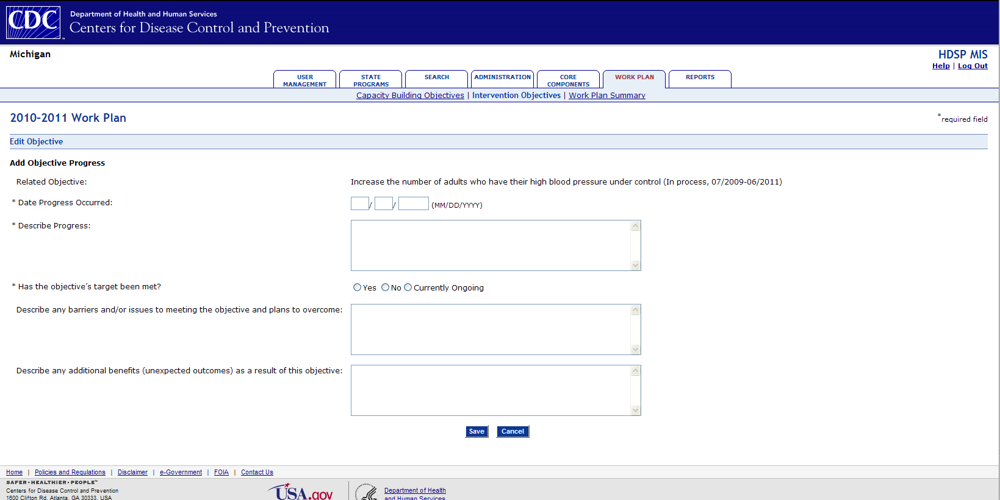 CDC
Department of Health and Human Services
Centers for Disease Control and Prevention
Michigan
HDSP MIS
Help | Log Out
USER MANAGEMENT
STATE PROGRAMS
SEARCH
ADMINISTRATION
CORE COMPONENTS
WORK PLAN
REPORTS
Capacity Building Objectives | Intervention Objectives | Work Plan Summary
2010-2011 Work Plan
*required field
Edit Objective
Add Objective Progress
Related Objective: Increase the number of adults who have their high blood pressure under control (In process, 07/2009-06/2011)
* Date Progress Occurred: / / (MM/DD/YYYY)
* Describe Progress:
* Has the objective's target been met? Yes No Currently Ongoing
Describe any barriers and/or issues to meeting the objective and plans to overcome:
Describe any additional benefits (unexpected outcomes) as a result of this objective:
Save Cancel
Home | Policies and Regulations | Disclaimer | e-Government | FOIA | Contact Us
SAFER•HEALTHIER•PEOPLE™
Centers for Disease Control and Prevention
1600 Clifton Rd, Atlanta, GA 30333, USA
USA.gov
Department of Health
and Human Services